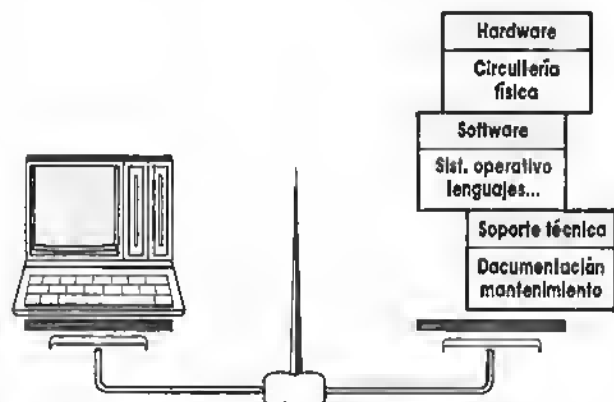 Hardware
Circuitería
física
Software
Sist. operativo
lenguajes...
Soporte técnica
Documentación
mantenimiento